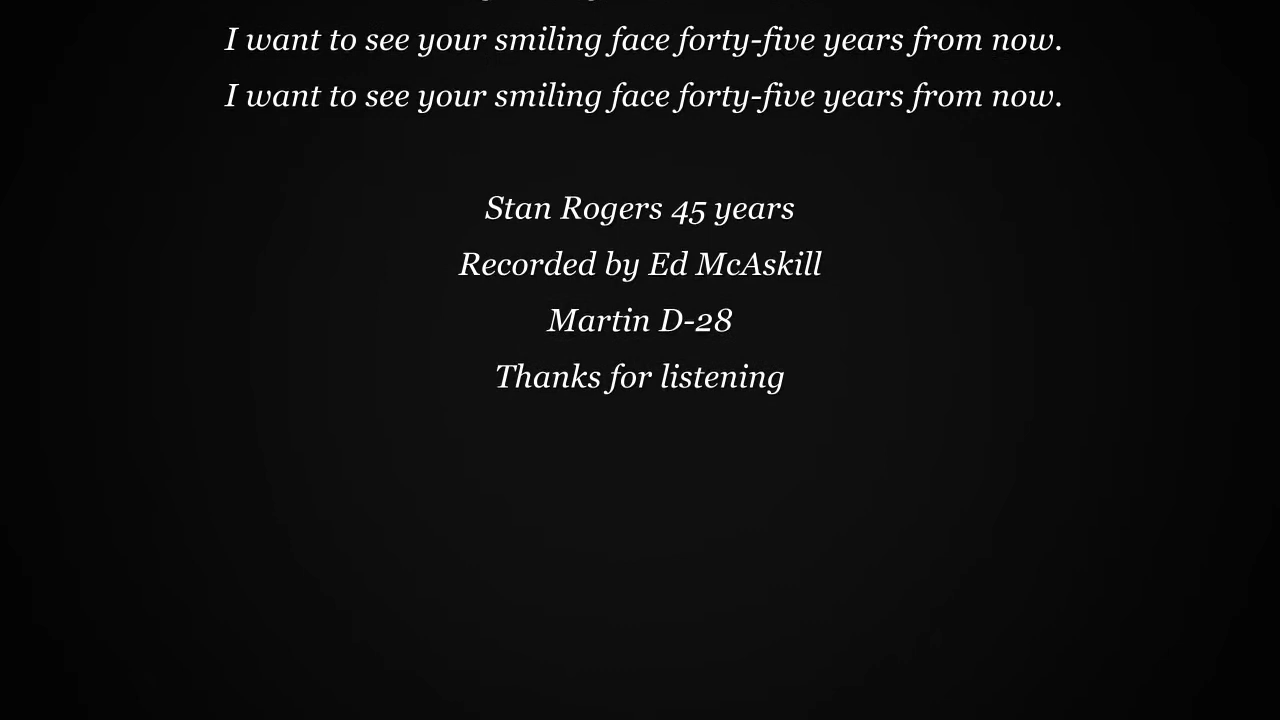 I want to see your smiling face forty-five years from now.
I want to see your smiling face forty-five years from now.
Stan Rogers 45 years
Recorded by Ed McAskill
Martin D-28
Thanks for listening